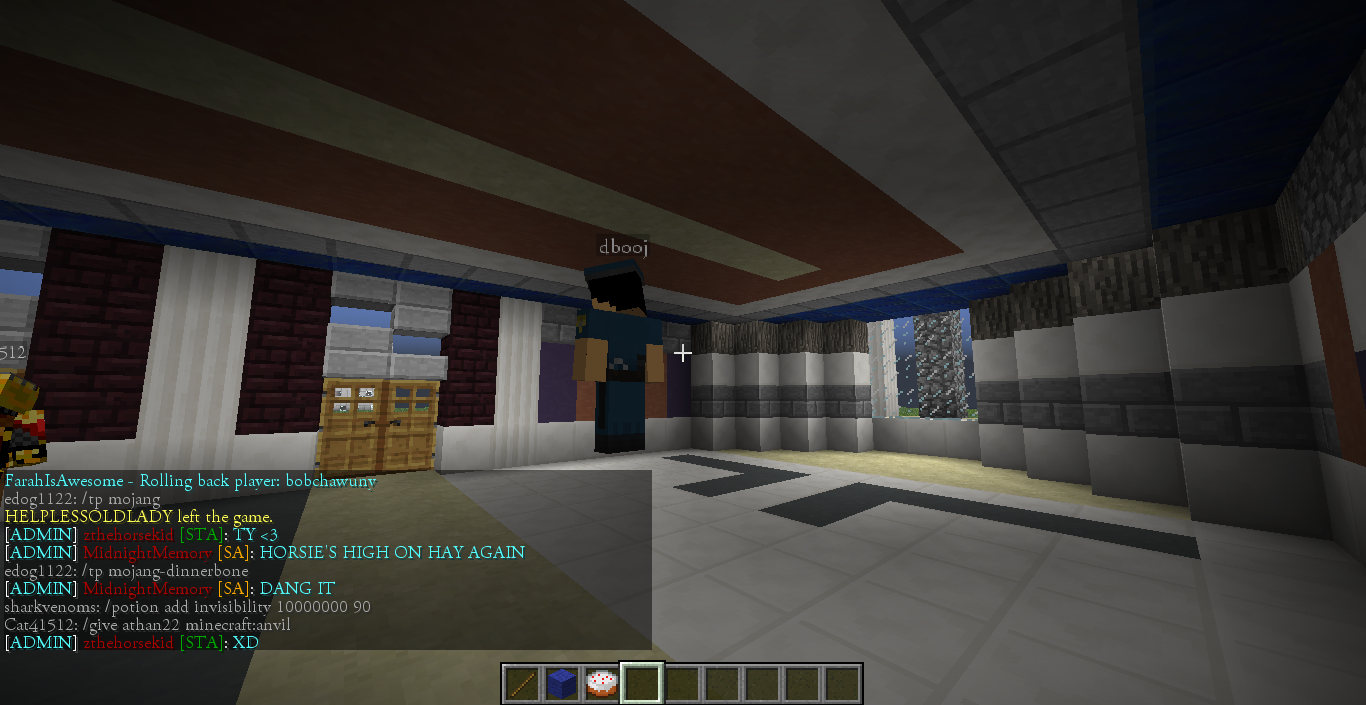 dbooj
512
FarahIsAwesome - Rolling back player: bobchawuny
edog1122: /tp mojang
HELPLESSOLDLADY left the game.
[ADMIN] zthehorsekid [STA]: TY <3
[ADMIN] MidnightMemory [SA]: HORSIE'S HIGH ON HAY AGAIN
edog1122: /tp mojang-dinnerbone
[ADMIN] MidnightMemory [SA]: DANG IT
sharkvenoms: /potion add invisibility 10000000 90
Cat41512: /give athan22 minecraft:anvil
[ADMIN] zthehorsekid [STA]: XD